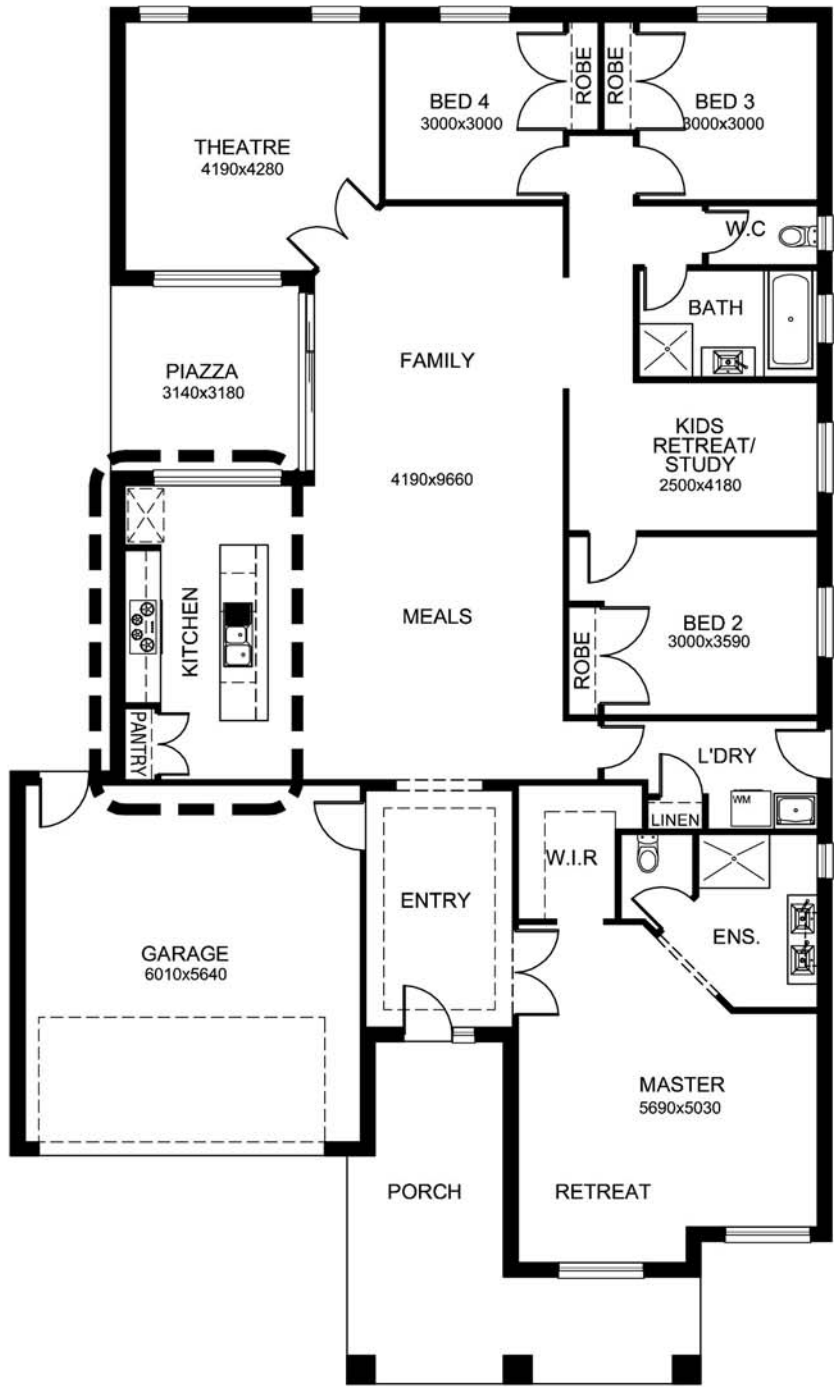 THEATRE
4190x4280
BED 4
3000x3000
ROBE
ROBE
BED 3
3000x3000
W.C
BATH
PIAZZA
3140x3180
FAMILY
4190x9660
MEALS
KIDS
RETREAT/
STUDY
2500x4180
KITCHEN
PANTRY
BED 2
3000x3590
ROBE
L'DRY
WM
LINEN
W.I.R
ENS.
ENTRY
GARAGE
6010x5640
MASTER
5690x5030
RETREAT
PORCH